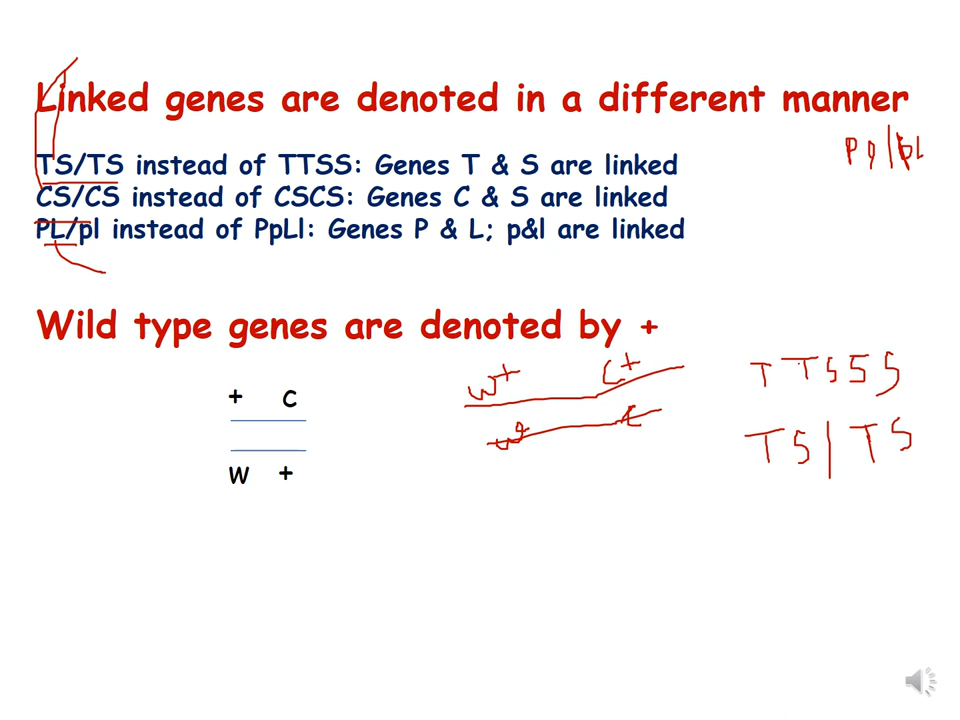 Linked genes are denoted in a different manner
TS/TS instead of TTSS: Genes T & S are linked
CS/CS instead of CSCS: Genes C & S are linked
PL/pl instead of PpLl: Genes P & L; p&l are linked
Wild type genes are denoted by +
+ c
w +
W+ C+
TTSSS
TS|TS